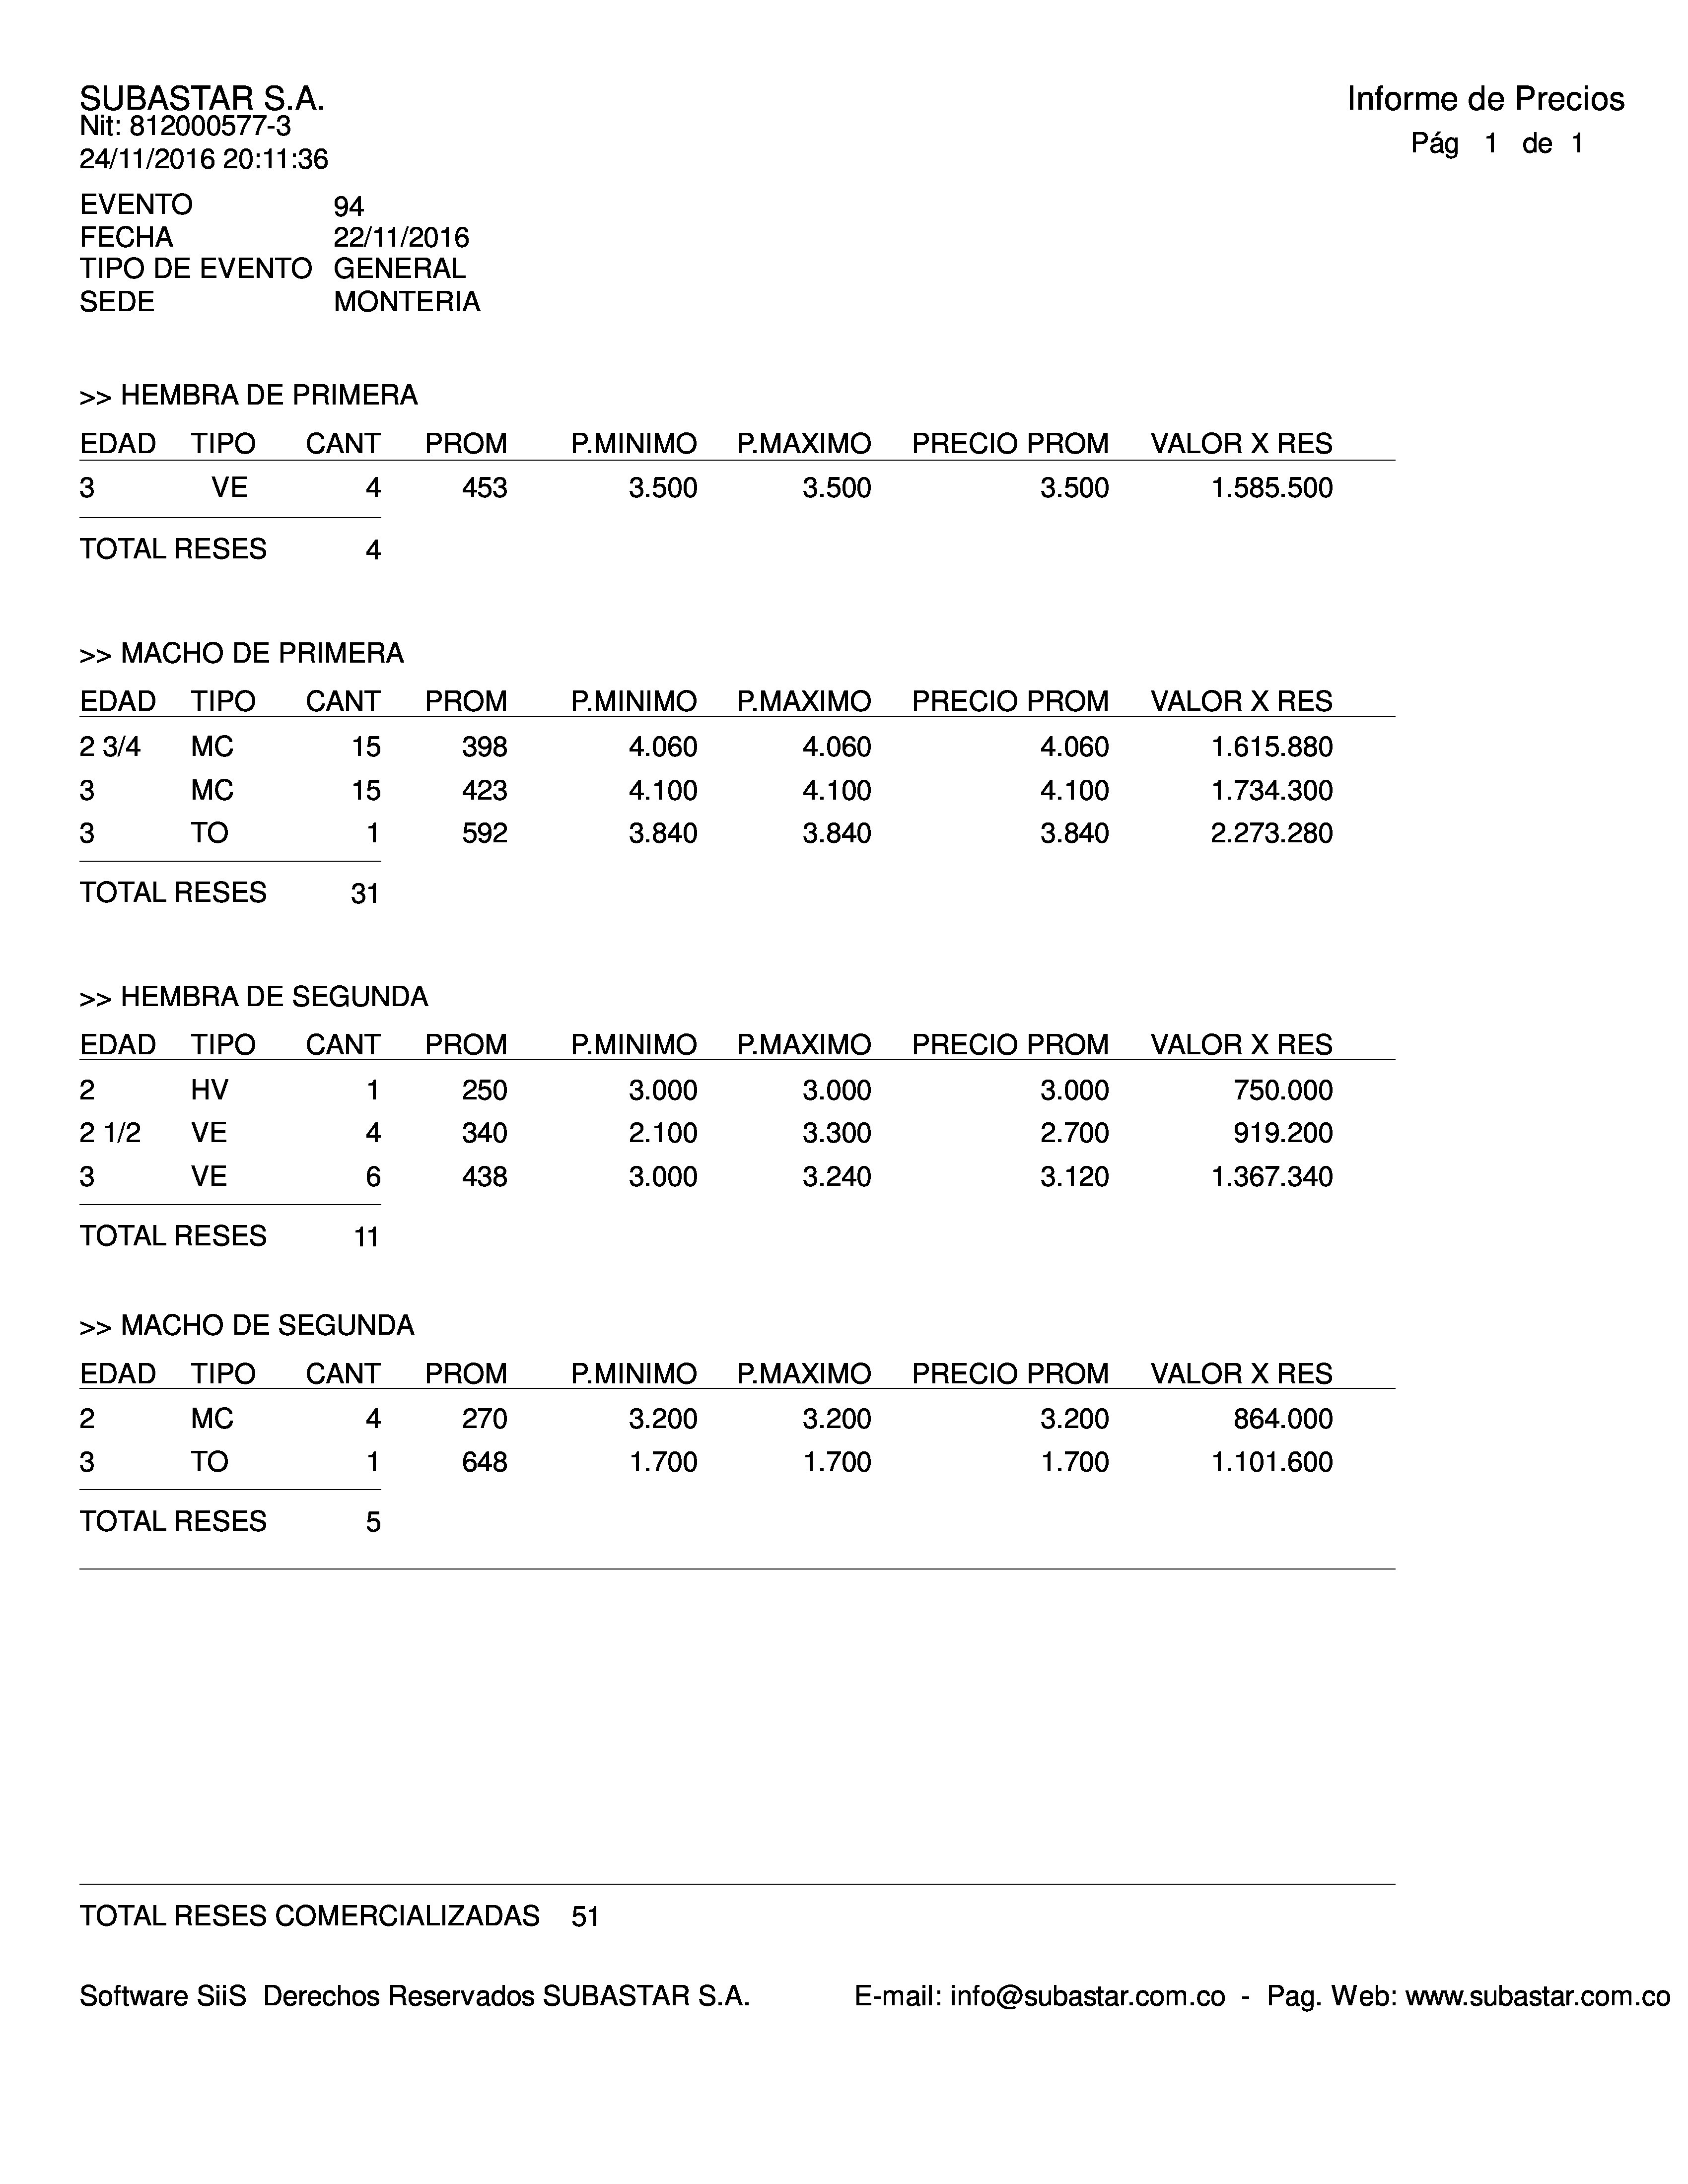 SUBASTAR S.A.
Informe de Precios
Nit: 812000577-3
Pág 1 de 1
24/11/2016 20:11:36
EVENTO 94
FECHA 22/11/2016
TIPO DE EVENTO GENERAL
SEDE MONTERIA
>> HEMBRA DE PRIMERA
EDAD TIPO CANT PROM P.MINIMO P.MAXIMO PRECIO PROM VALOR X RES
3 VE 4 453 3.500 3.500 3.500 1.585.500
TOTAL RESES 4
>> MACHO DE PRIMERA
EDAD TIPO CANT PROM P.MINIMO P.MAXIMO PRECIO PROM VALOR X RES
2 3/4 MC 15 398 4.060 4.060 4.060 1.615.880
3 MC 15 423 4.100 4.100 4.100 1.734.300
3 TO 1 592 3.840 3.840 3.840 2.273.280
TOTAL RESES 31
>> HEMBRA DE SEGUNDA
EDAD TIPO CANT PROM P.MINIMO P.MAXIMO PRECIO PROM VALOR X RES
2 HV 1 250 3.000 3.000 3.000 750.000
2 1/2 VE 4 340 2.100 3.300 2.700 919.200
3 VE 6 438 3.000 3.240 3.120 1.367.340
TOTAL RESES 11
>> MACHO DE SEGUNDA
EDAD TIPO CANT PROM P.MINIMO P.MAXIMO PRECIO PROM VALOR X RES
2 MC 4 270 3.200 3.200 3.200 864.000
3 TO 1 648 1.700 1.700 1.700 1.101.600
TOTAL RESES 5
TOTAL RESES COMERCIALIZADAS 51
Software SiiS Derechos Reservados SUBASTAR S.A. E-mail: info@subastar.com.co - Pag. Web: www.subastar.com.co